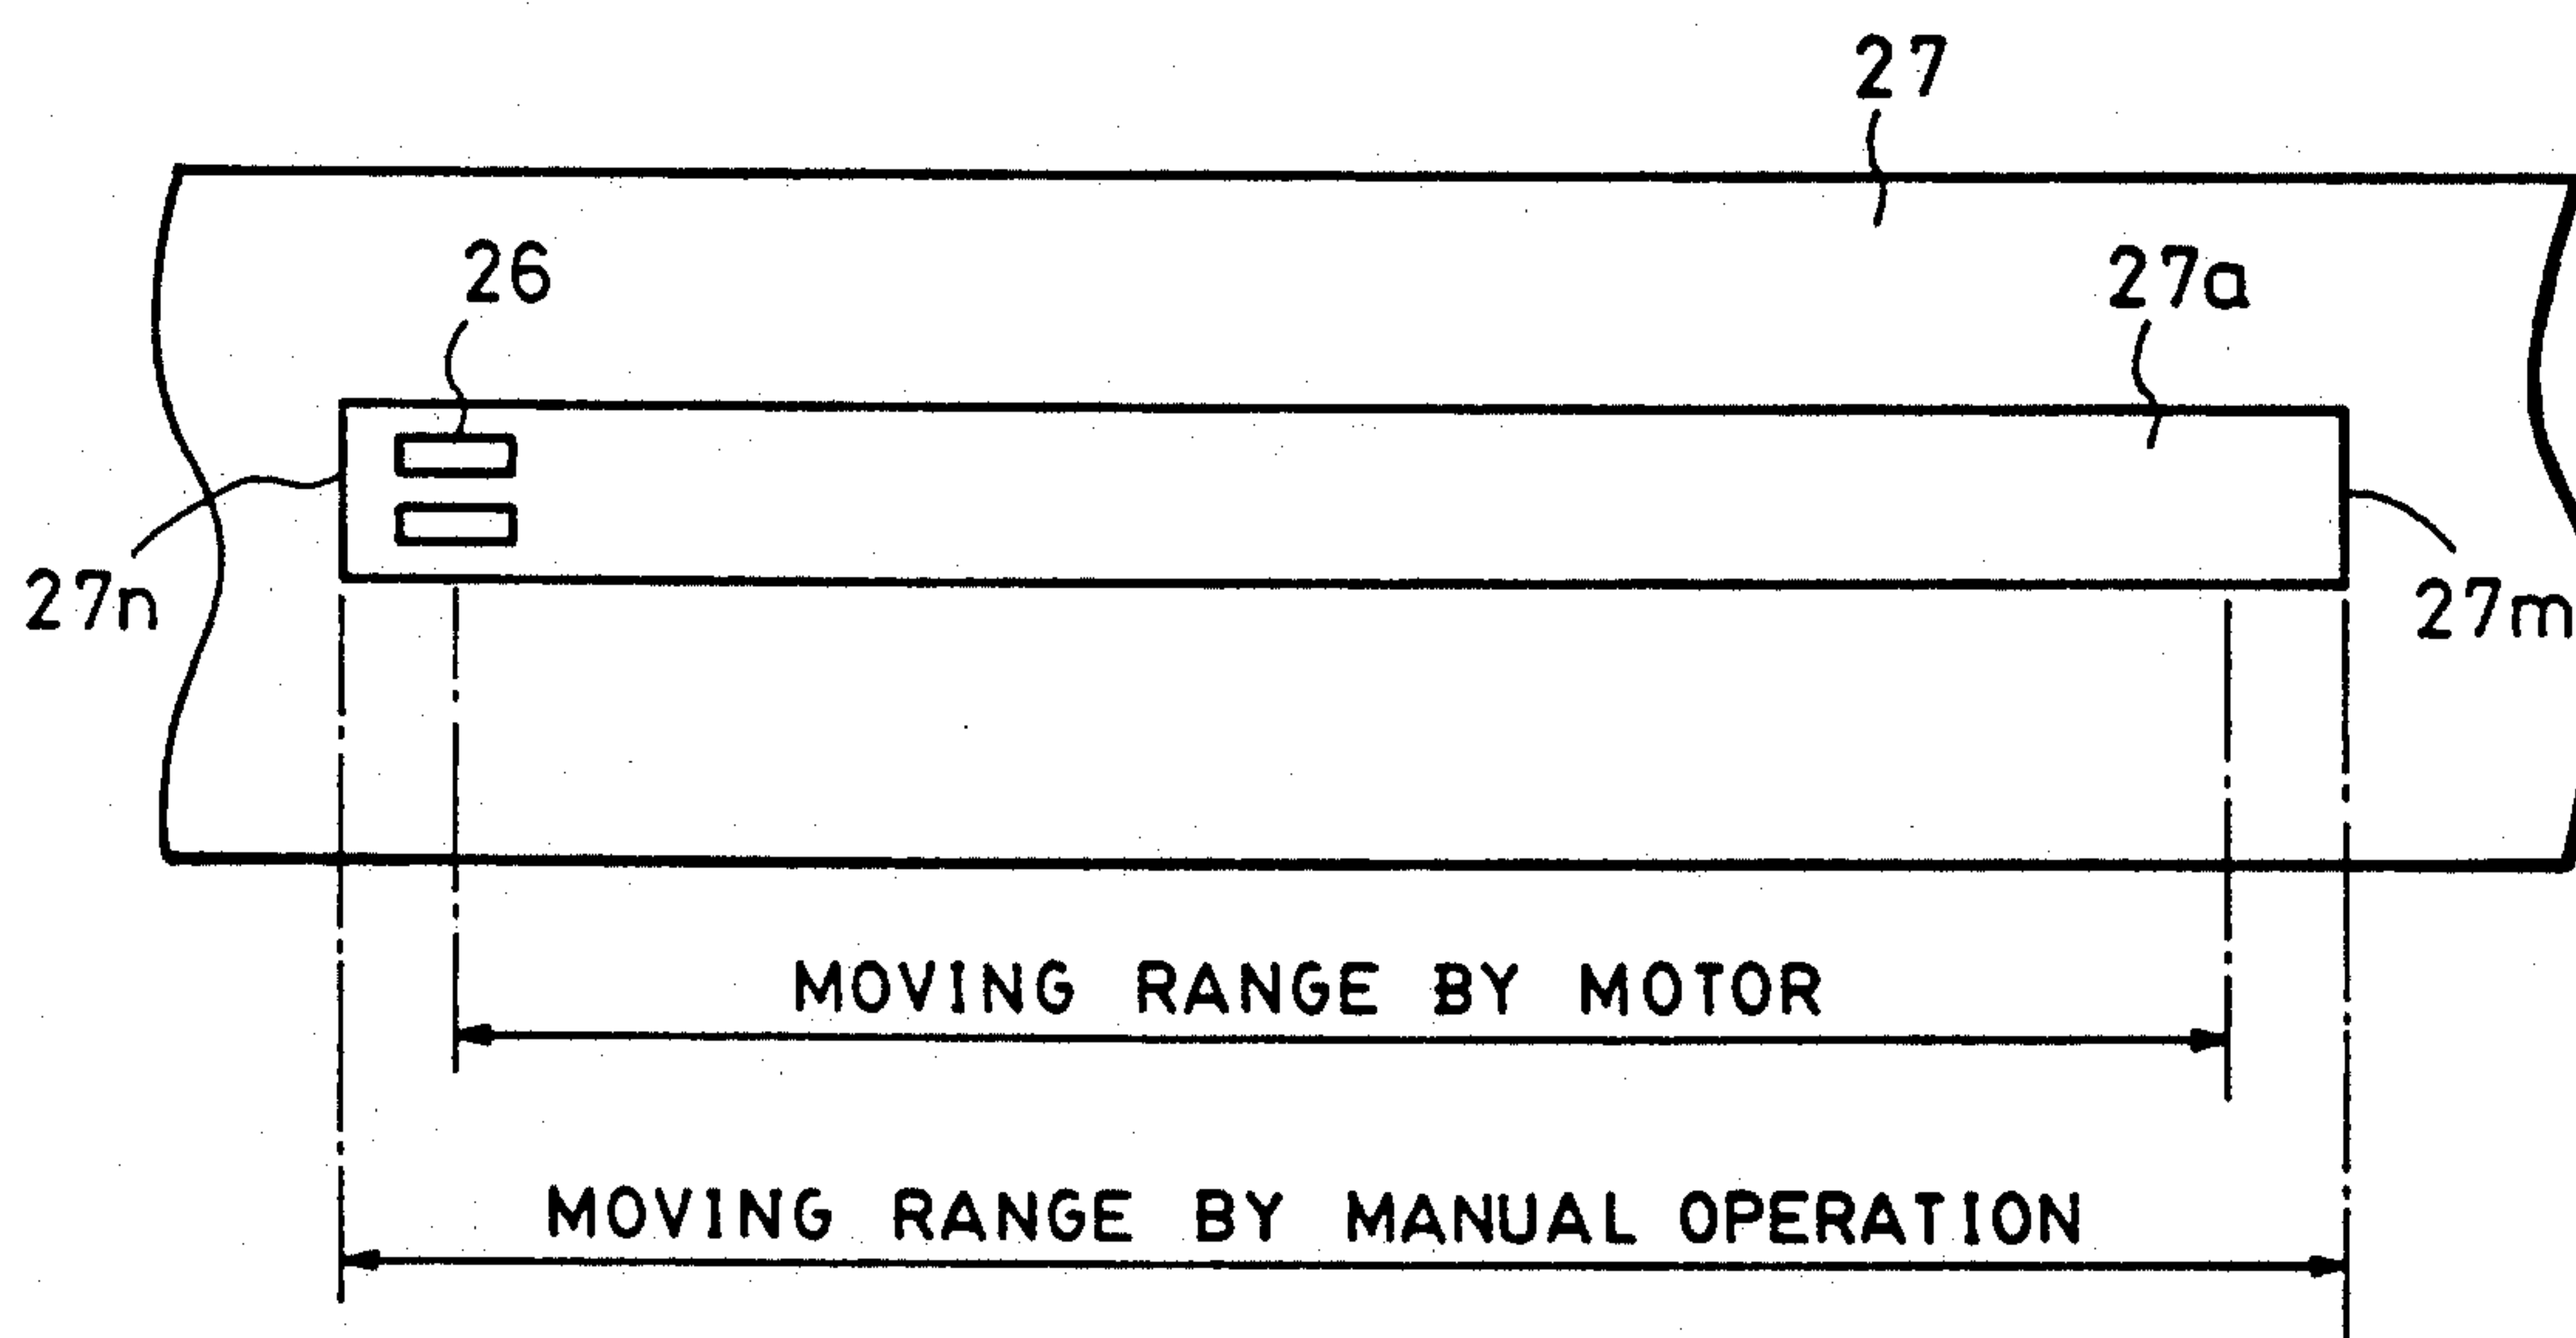 27
26
27a
27n
27m
MOVING RANGE BY MOTOR
MOVING RANGE BY MANUAL OPERATION